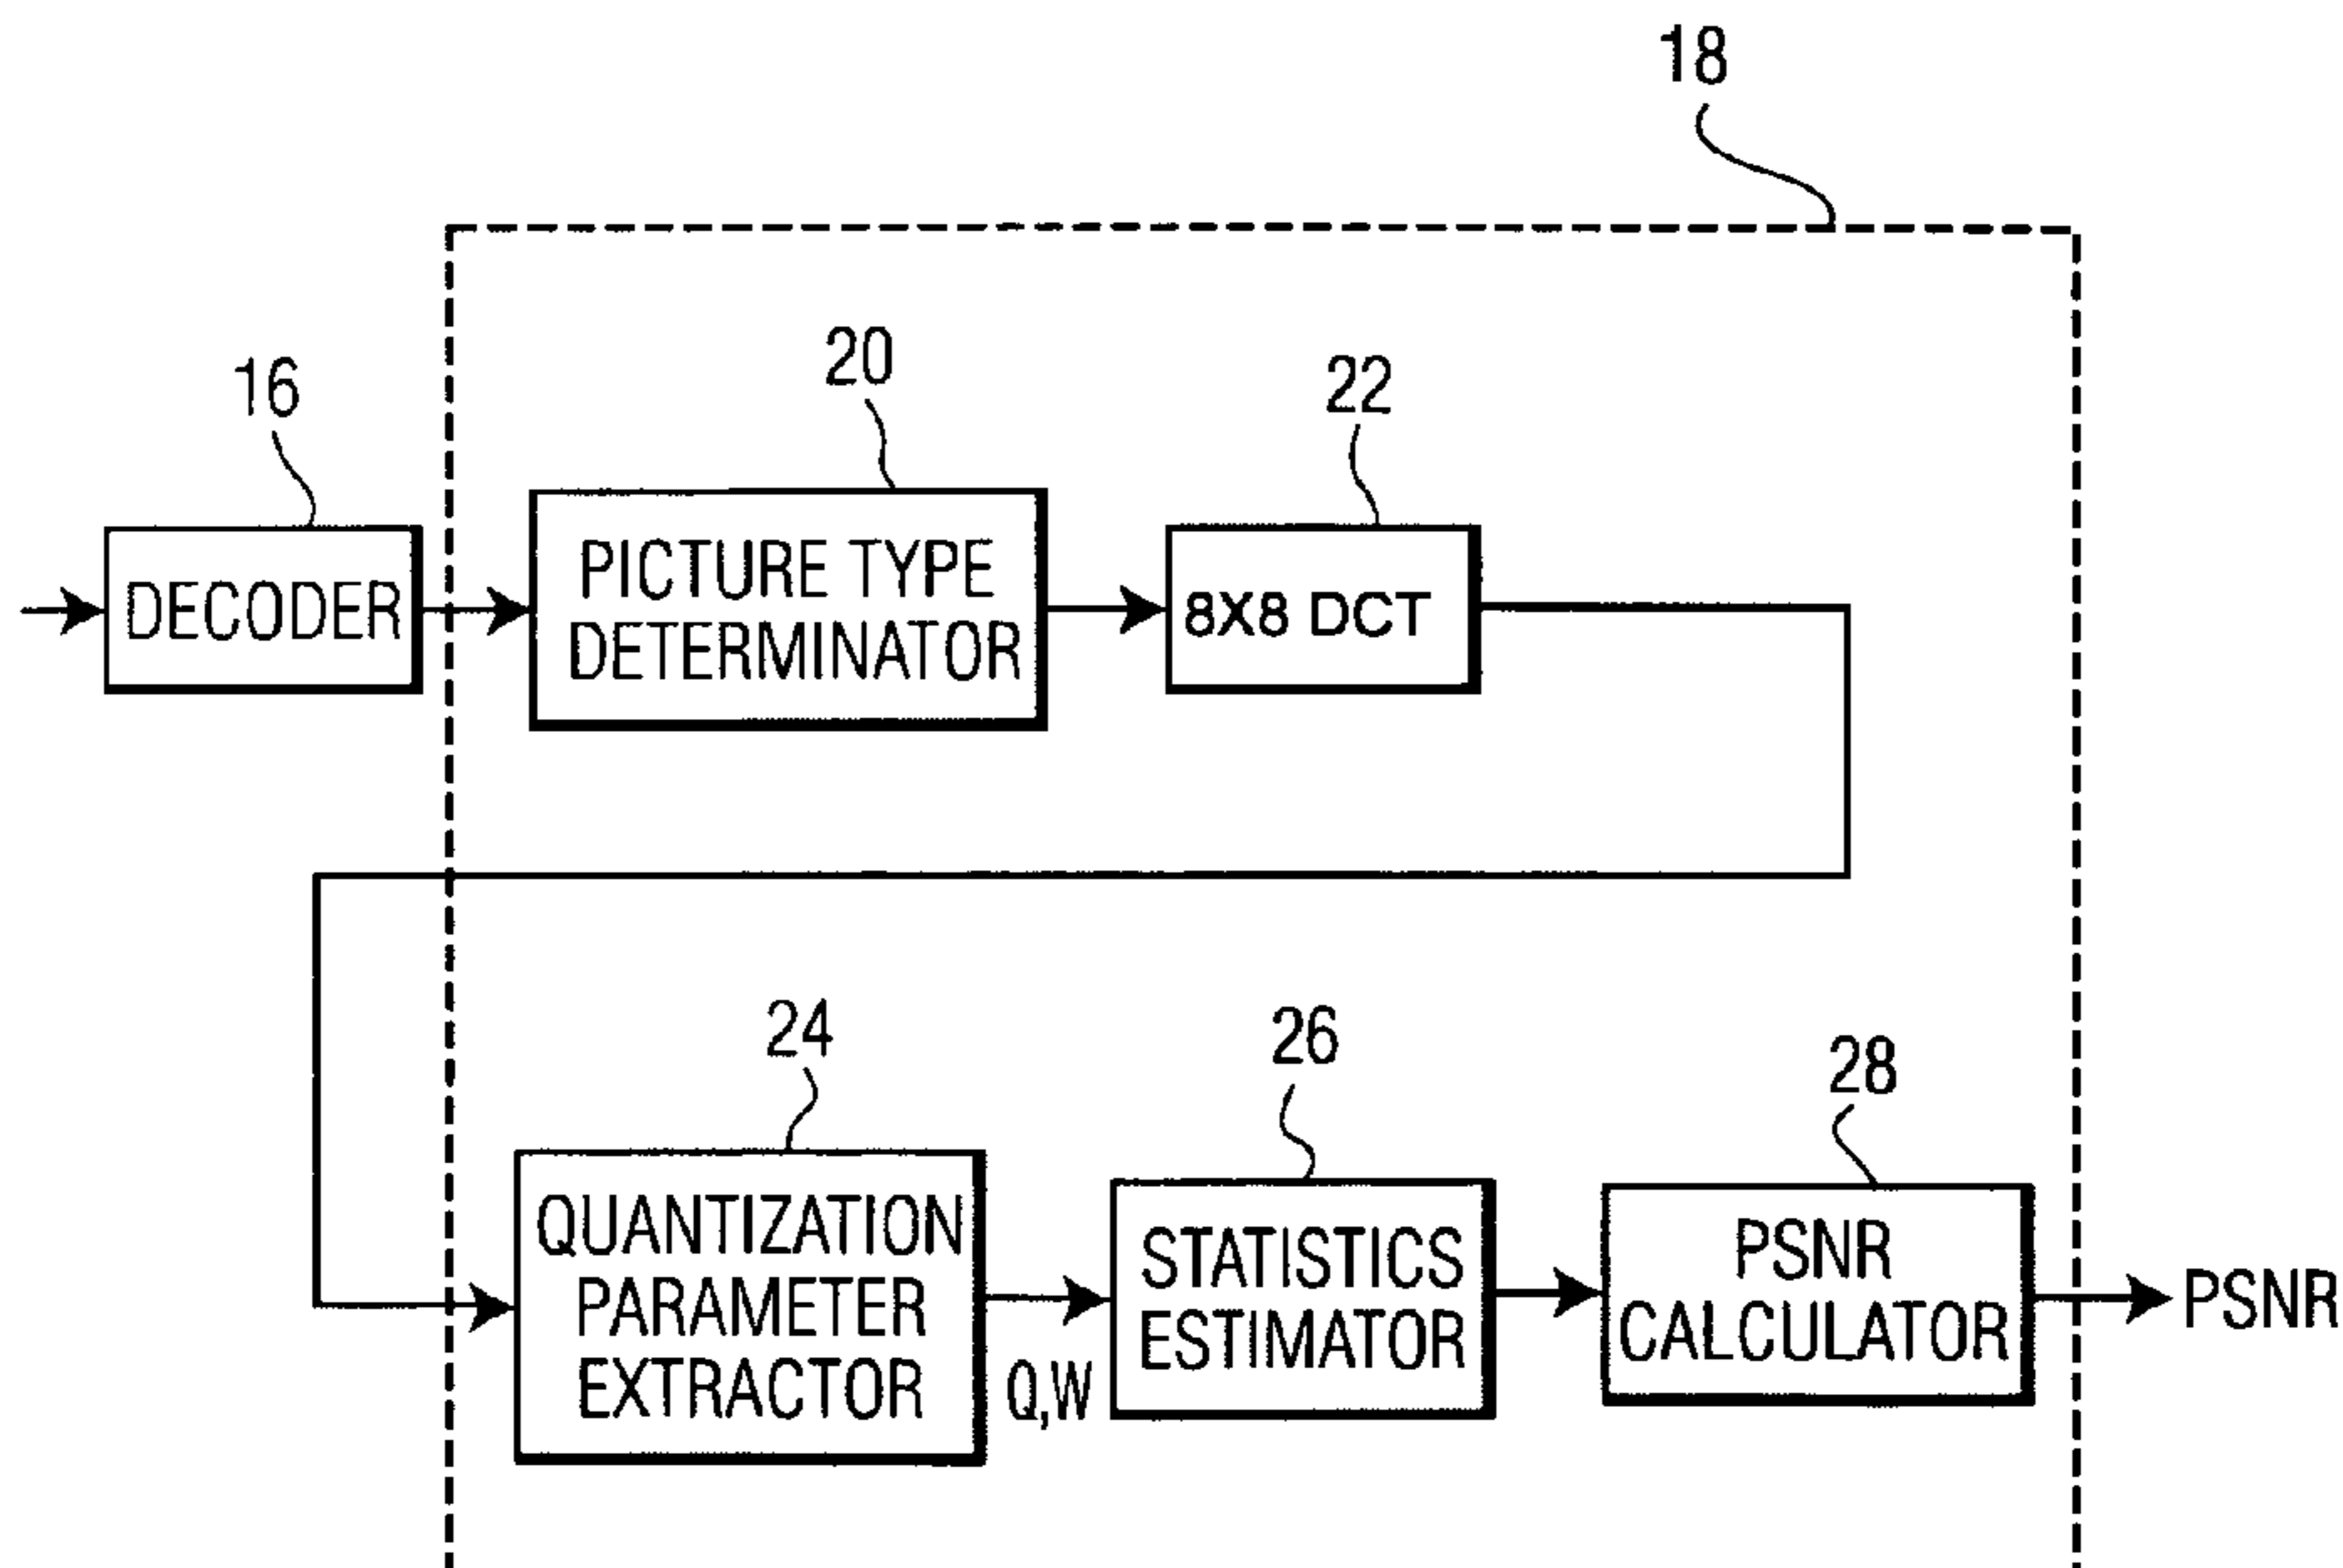 18
16
20
22
DECODER
PICTURE TYPE
DETERMINATOR
8X8 DCT
24
26
28
QUANTIZATION
PARAMETER
EXTRACTOR
Q,W
STATISTICS
ESTIMATOR
PSNR
CALCULATOR
PSNR